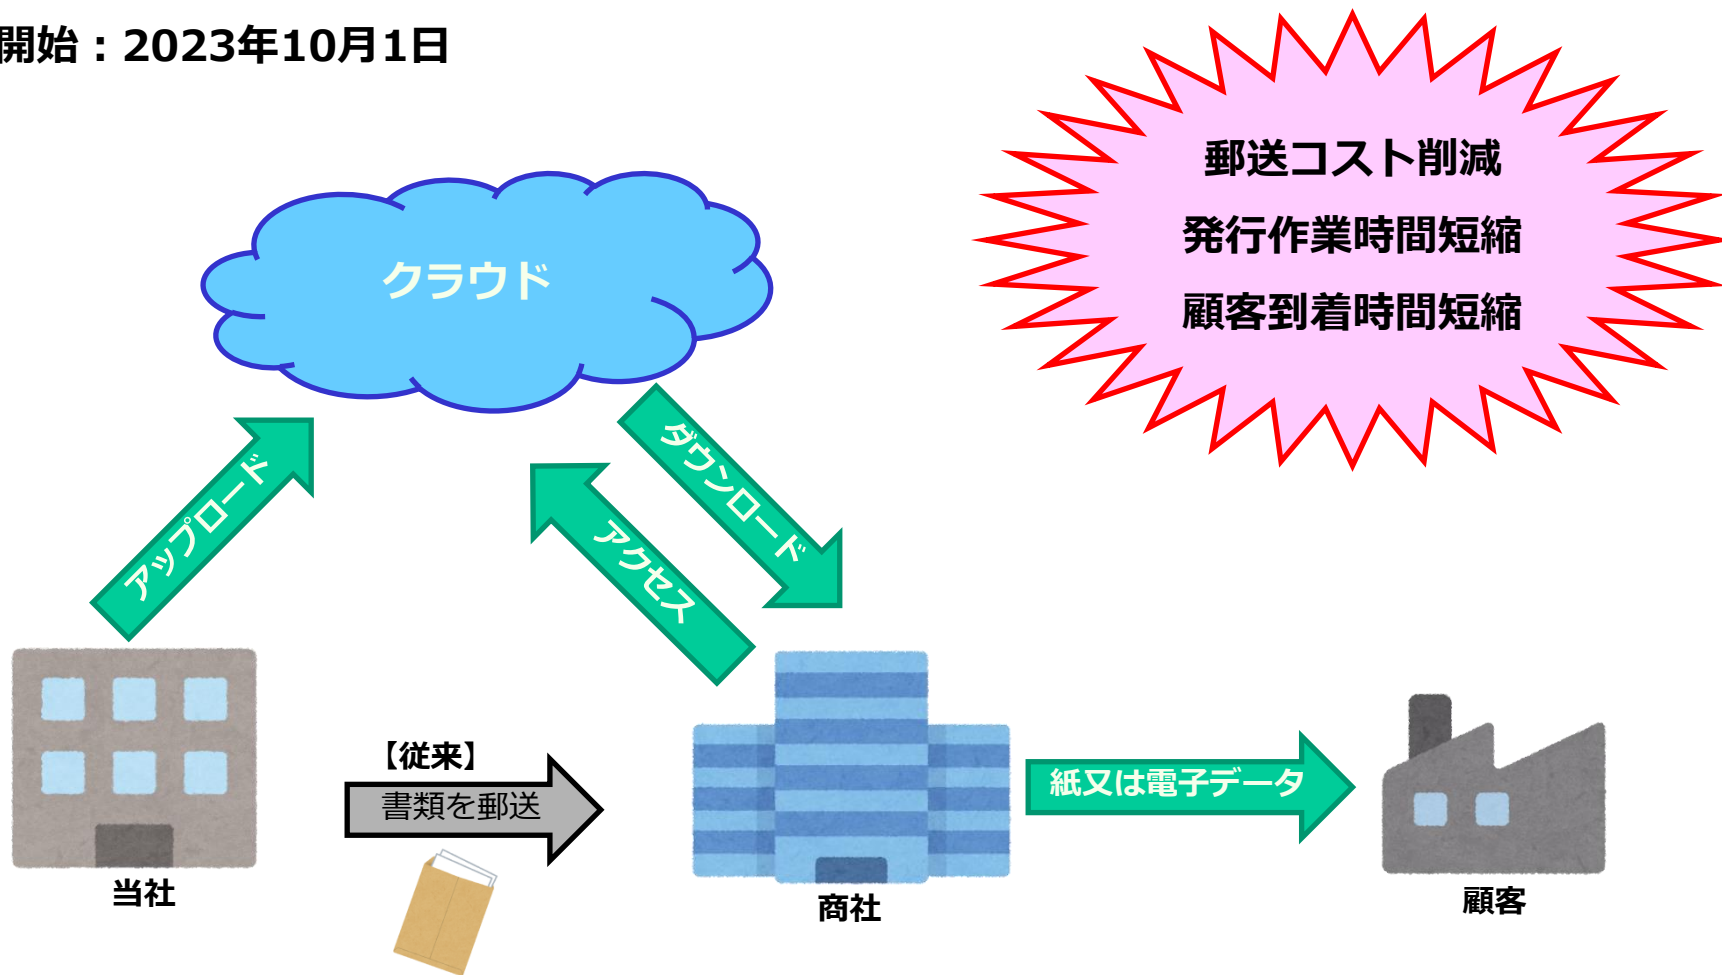 開始：2023年10月1日
郵送コスト削減
発行作業時間短縮
顧客到着時間短縮
クラウド
アップロード
ダウンロード
アクセス
【従来】
書類を郵送
紙又は電子データ
当社
商社
顧客